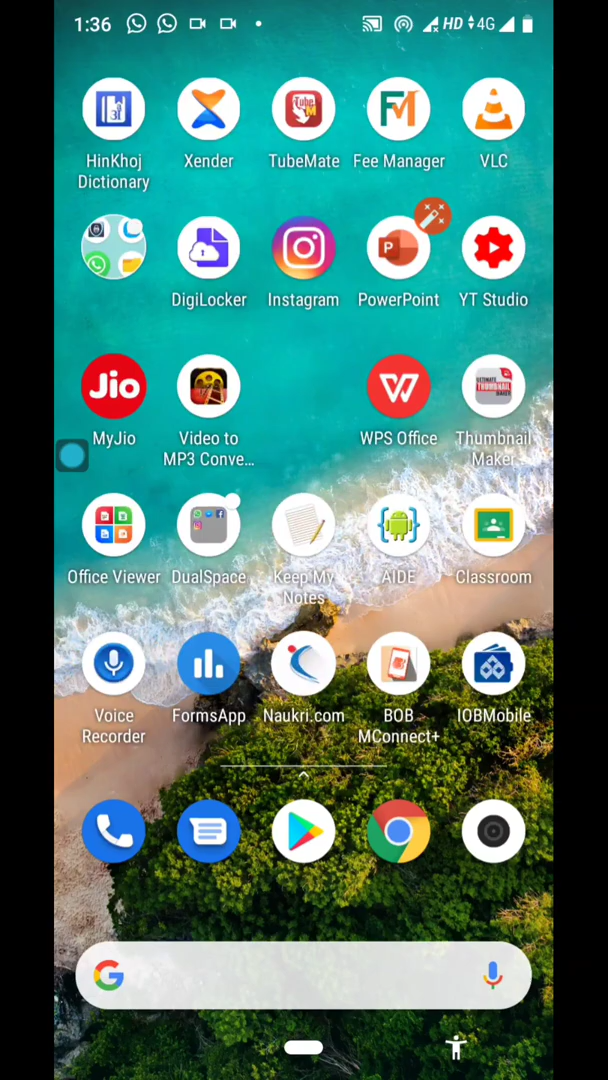 1:36 HD 4G
HinKhoj Dictionary
Xender
TubeMate
Fee Manager
VLC
DigiLocker
Instagram
PowerPoint
YT Studio
Jio
MyJio
Video to MP3 Conve...
WPS Office
Thumbnail Maker
Office Viewer
DualSpace
Keep My Notes
AIDE
Classroom
Voice Recorder
FormsApp
Naukri.com
BOB MConnect+
IOBMobile